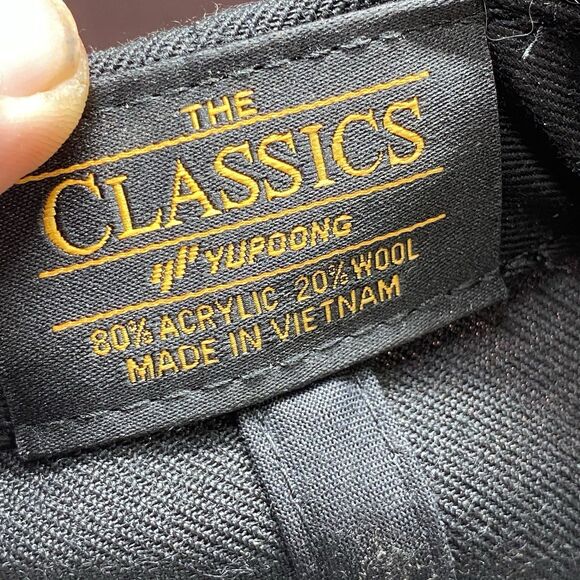 THE
CLASSICS
YUPOONG
80% ACRYLIC 20% WOOL
MADE IN VIETNAM